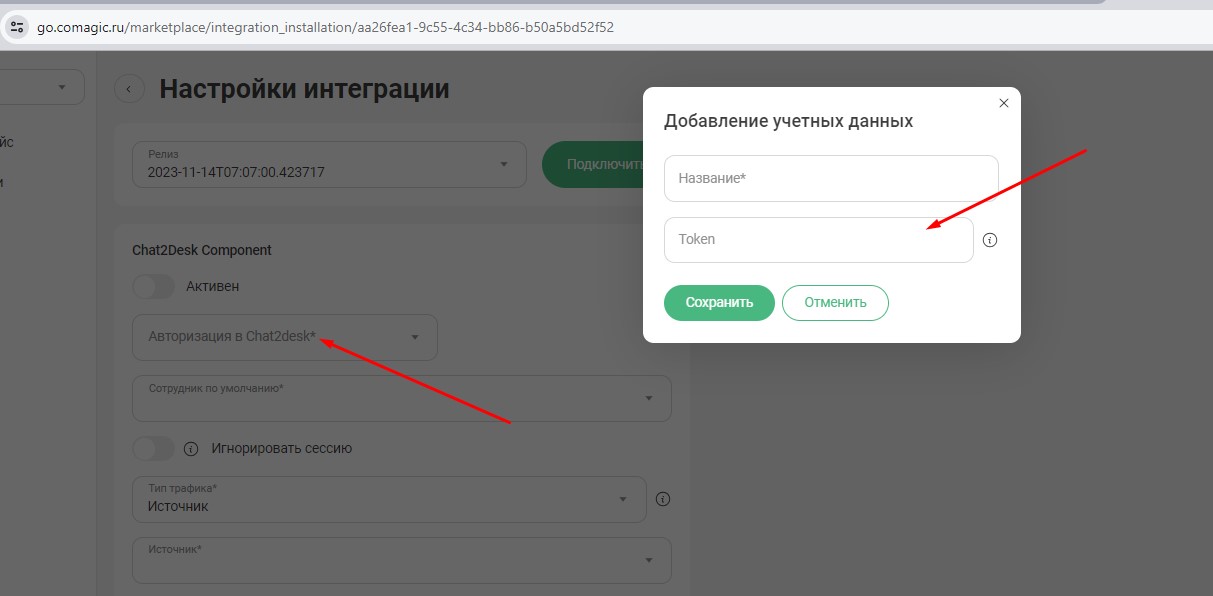 go.comagic.ru/marketplace/integration_installation/aa26fea1-9c55-4c34-bb86-b50a5bd52f52
Настройки интеграции
Релиз
2023-11-14T07:07:00.423717
Chat2Desk Component
Активен
Авторизация в Chat2desk*
Сотрудник по умолчанию*
Игнорировать сессию
Тип трафика*
Источник
Источник*
Добавление учетных данных
Название*
Token
Сохранить
Отменить